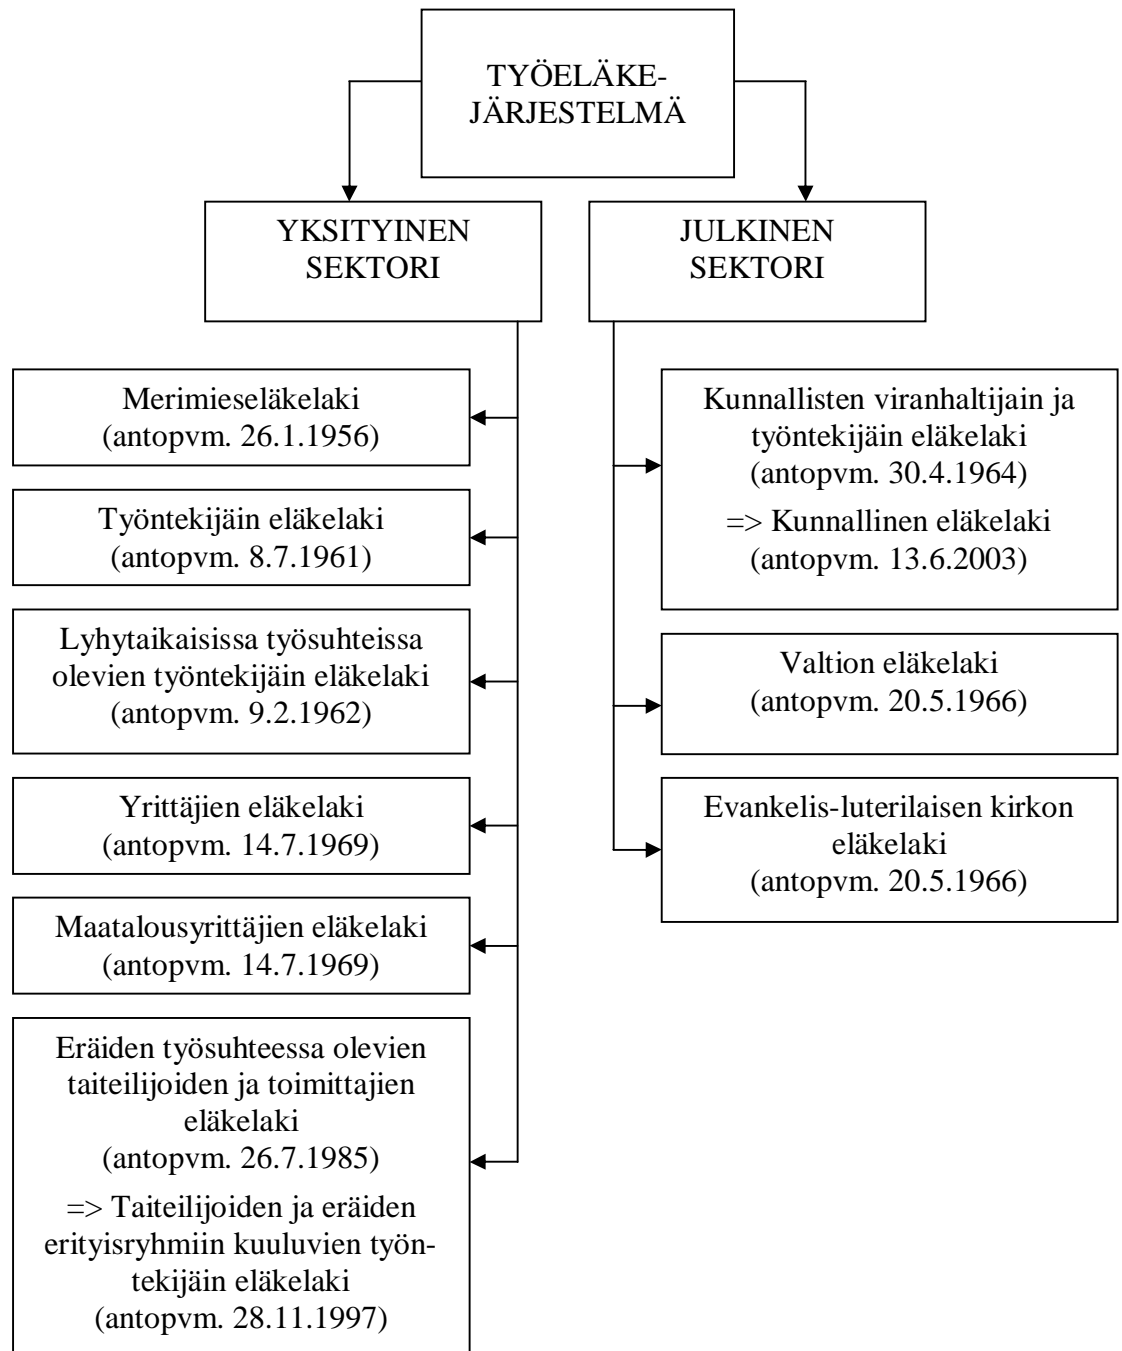 TYÖELÄKE-
JÄRJESTELMÄ
YKSITYINEN
SEKTORI
JULKINEN
SEKTORI
Merimieseläkelaki
(antopvm. 26.1.1956)
Työntekijäin eläkelaki
(antopvm. 8.7.1961)
Lyhytaikaisissa työsuhteissa
olevien työntekijäin eläkelaki
(antopvm. 9.2.1962)
Yrittäjien eläkelaki
(antopvm. 14.7.1969)
Maatalousyrittäjien eläkelaki
(antopvm. 14.7.1969)
Eräiden työsuhteessa olevien
taiteilijoiden ja toimittajien
eläkelaki
(antopvm. 26.7.1985)
=> Taiteilijoiden ja eräiden
erityisryhmiin kuuluvien työn-
tekijäin eläkelaki
(antopvm. 28.11.1997)
Kunnallisten viranhaltijain ja
työntekijäin eläkelaki
(antopvm. 30.4.1964)
=> Kunnallinen eläkelaki
(antopvm. 13.6.2003)
Valtion eläkelaki
(antopvm. 20.5.1966)
Evankelis-luterilaisen kirkon
eläkelaki
(antopvm. 20.5.1966)